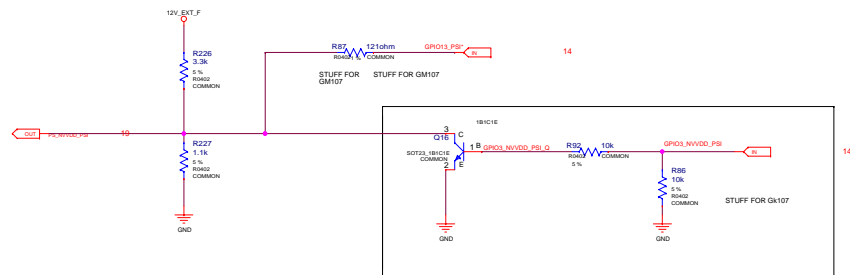 12V_EXT_F
R226
3.3k
5 %
R0402
COMMON
R87
121ohm
R0402
1 %
COMMON
GPIO13_PSI*
IN
14
STUFF FOR
GM107
STUFF FOR GM107
OUT
PS_NVVDD_PSI
19
R227
1.1k
5 %
R0402
COMMON
GND
1B1C1E
3
C
Q16
SOT23_1B1C1E
COMMON
1
B
2
E
GND
GPIO3_NVVDD_PSI_Q
R92
10k
R0402
COMMON
5 %
GPIO3_NVVDD_PSI
IN
14
R86
10k
5 %
R0402
COMMON
GND
STUFF FOR Gk107